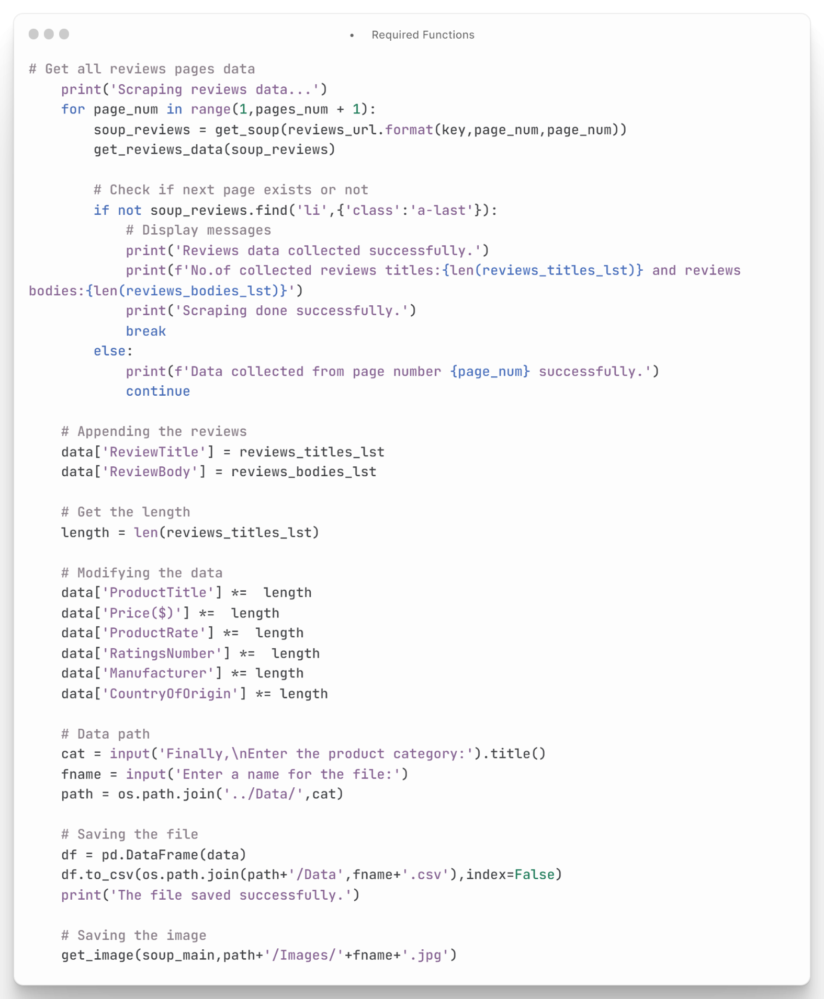 • Required Functions
# Get all reviews pages data
    print('Scraping reviews data...')
    for page_num in range(1,pages_num + 1):
        soup_reviews = get_soup(reviews_url.format(key,page_num,page_num))
        get_reviews_data(soup_reviews)

        # Check if next page exists or not
        if not soup_reviews.find('li',{'class':'a-last'}):
            # Display messages
            print('Reviews data collected successfully.')
            print(f'No.of collected reviews titles:{len(reviews_titles_lst)} and reviews
bodies:{len(reviews_bodies_lst)}')
            print('Scraping done successfully.')
            break
        else:
            print(f'Data collected from page number {page_num} successfully.')
            continue

    # Appending the reviews
    data['ReviewTitle'] = reviews_titles_lst
    data['ReviewBody'] = reviews_bodies_lst

    # Get the length
    length = len(reviews_titles_lst)

    # Modifying the data
    data['ProductTitle'] *=  length
    data['Price($)'] *=  length
    data['ProductRate'] *=  length
    data['RatingsNumber'] *=  length
    data['Manufacturer'] *= length
    data['CountryOfOrigin'] *= length

    # Data path
    cat = input('Finally,\nEnter the product category:').title()
    fname = input('Enter a name for the file:')
    path = os.path.join('../Data/',cat)

    # Saving the file
    df = pd.DataFrame(data)
    df.to_csv(os.path.join(path+'/Data',fname+'.csv'),index=False)
    print('The file saved successfully.')

    # Saving the image
    get_image(soup_main,path+'/Images/'+fname+'.jpg')